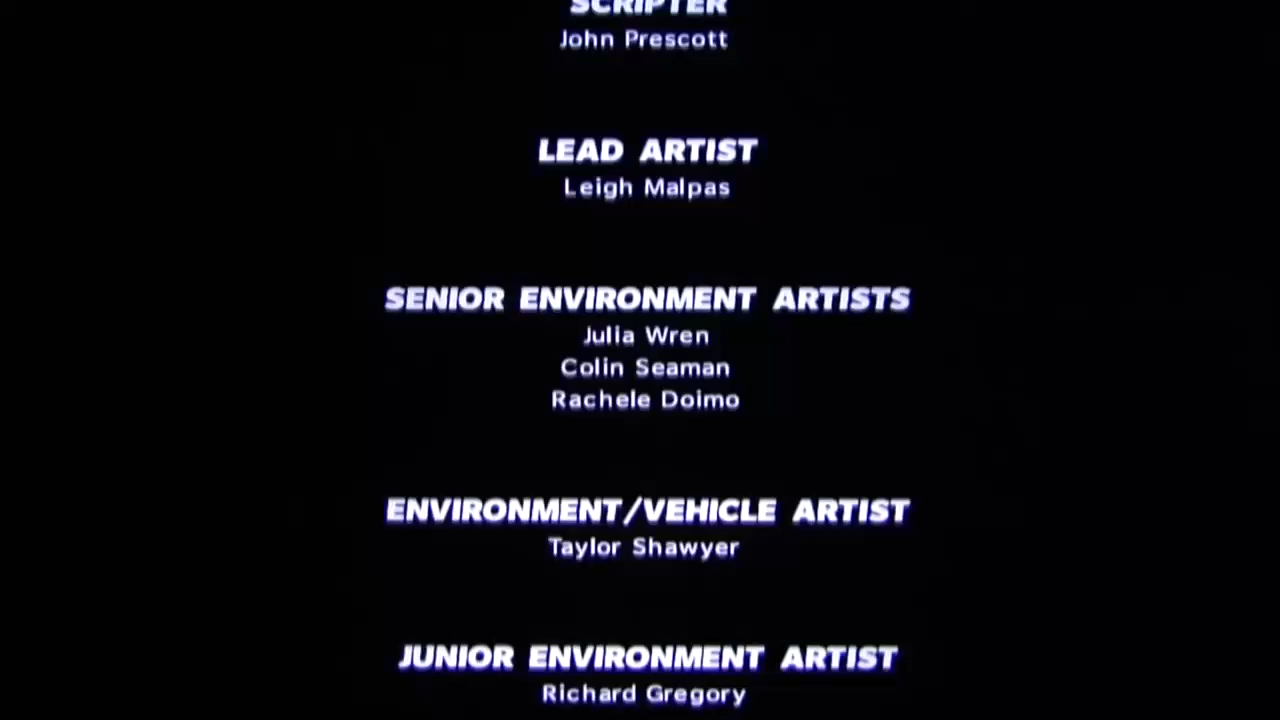 SCRIPTER
John Prescott
LEAD ARTIST
Leigh Malpas
SENIOR ENVIRONMENT ARTISTS
Julia Wren
Colin Seaman
Rachele Doimo
ENVIRONMENT/VEHICLE ARTIST
Taylor Shawyer
JUNIOR ENVIRONMENT ARTIST
Richard Gregory